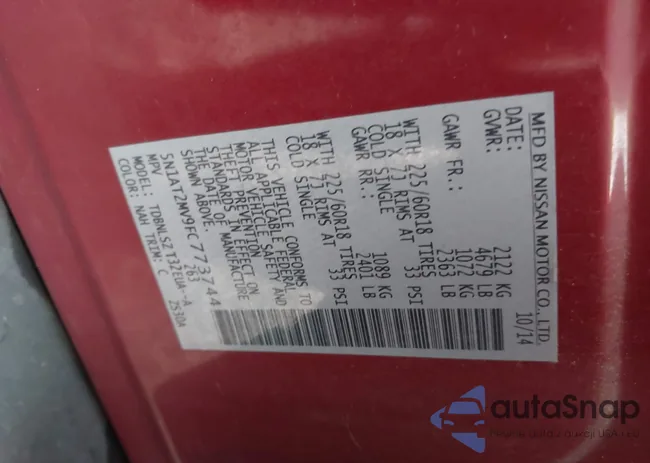 MFD BY NISSAN MOTOR CO., LTD.
DATE: 10/14
GVWR: 2122 KG
4679 LB
GAWR FR.: 1072 KG
2363 LB
WITH 225/60R18 TIRES
18 X 7J RIMS AT 33 PSI
COLD SINGLE
GAWR RR.: 1089 KG
2401 LB
WITH 225/60R18 TIRES
18 X 7J RIMS AT 33 PSI
COLD SINGLE
THIS VEHICLE CONFORMS TO
ALL APPLICABLE FEDERAL
MOTOR VEHICLE SAFETY AND
THEFT PREVENTION
STANDARDS IN EFFECT ON
THE DATE OF MANUFACTURE
SHOWN ABOVE. 263
5N1AT2MV9FC773744
MPV
MODEL: TDBNLSZ T32EUA-A
COLOR: NAH TRIM: C ZS30A
autoSnap